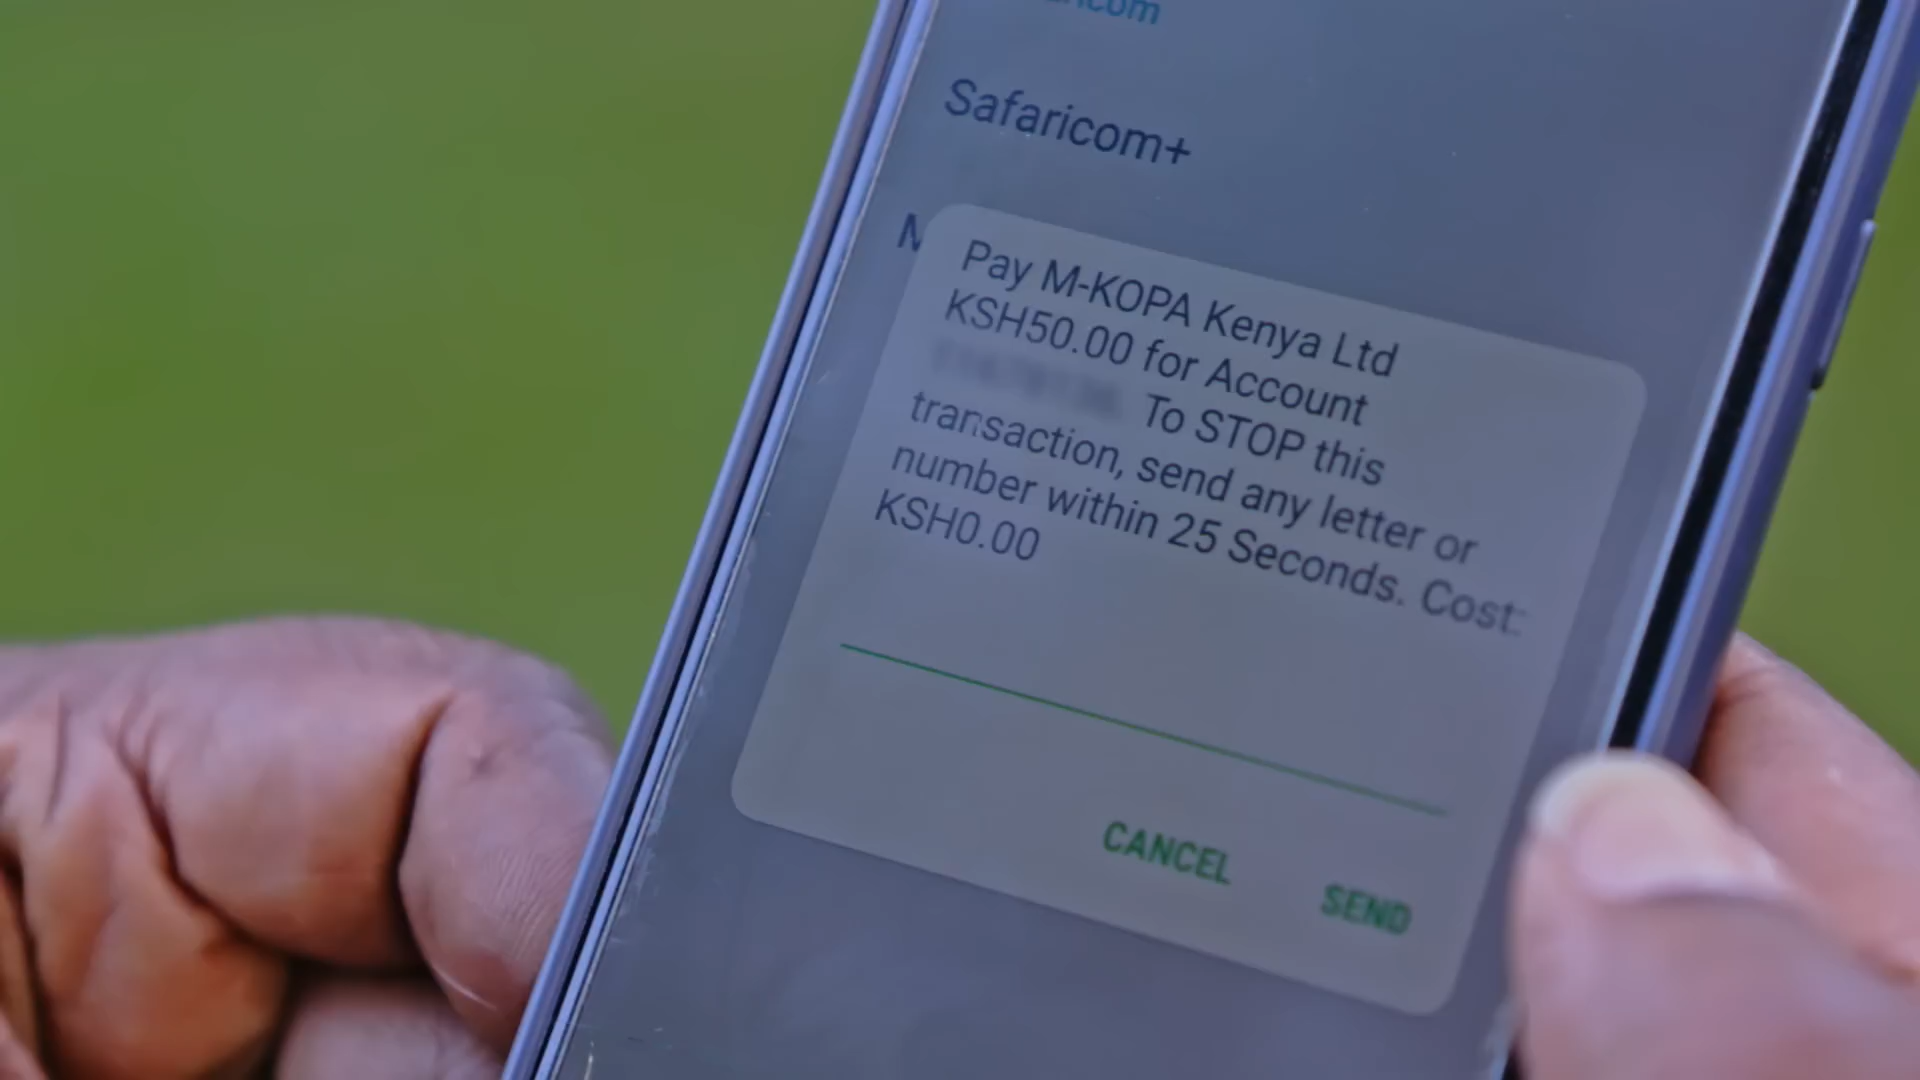 Safaricom+
Pay M-KOPA Kenya Ltd
KSH50.00 for Account
To STOP this
transaction, send any letter or
number within 25 Seconds. Cost:
KSH0.00
CANCEL
SEND